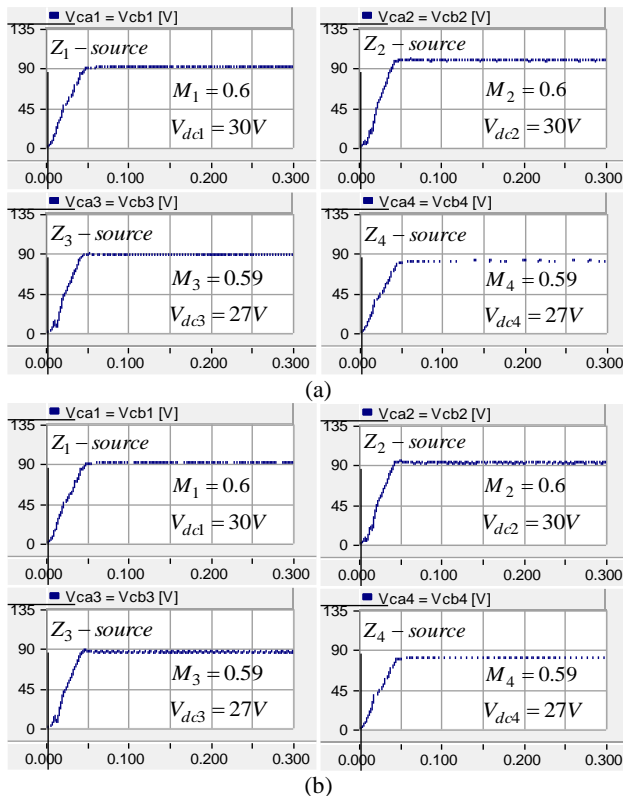 Vca1 = Vcb1 [V]
135
90
45
0
Z1 – source
M1 = 0.6
Vdc1 = 30V
0.000 0.100 0.200 0.300
Vca2 = Vcb2 [V]
135
90
45
0
Z2 – source
M2 = 0.6
Vdc2 = 30V
0.000 0.100 0.200 0.300
Vca3 = Vcb3 [V]
135
90
45
0
Z3 – source
M3 = 0.59
Vdc3 = 27V
0.000 0.100 0.200 0.300
Vca4 = Vcb4 [V]
135
90
45
0
Z4 – source
M4 = 0.59
Vdc4 = 27V
0.000 0.100 0.200 0.300
(a)
Vca1 = Vcb1 [V]
135
90
45
0
Z1 – source
M1 = 0.6
Vdc1 = 30V
0.000 0.100 0.200 0.300
Vca2 = Vcb2 [V]
135
90
45
0
Z2 – source
M2 = 0.6
Vdc2 = 30V
0.000 0.100 0.200 0.300
Vca3 = Vcb3 [V]
135
90
45
0
Z3 – source
M3 = 0.59
Vdc3 = 27V
0.000 0.100 0.200 0.300
Vca4 = Vcb4 [V]
135
90
45
0
Z4 – source
M4 = 0.59
Vdc4 = 27V
0.000 0.100 0.200 0.300
(b)